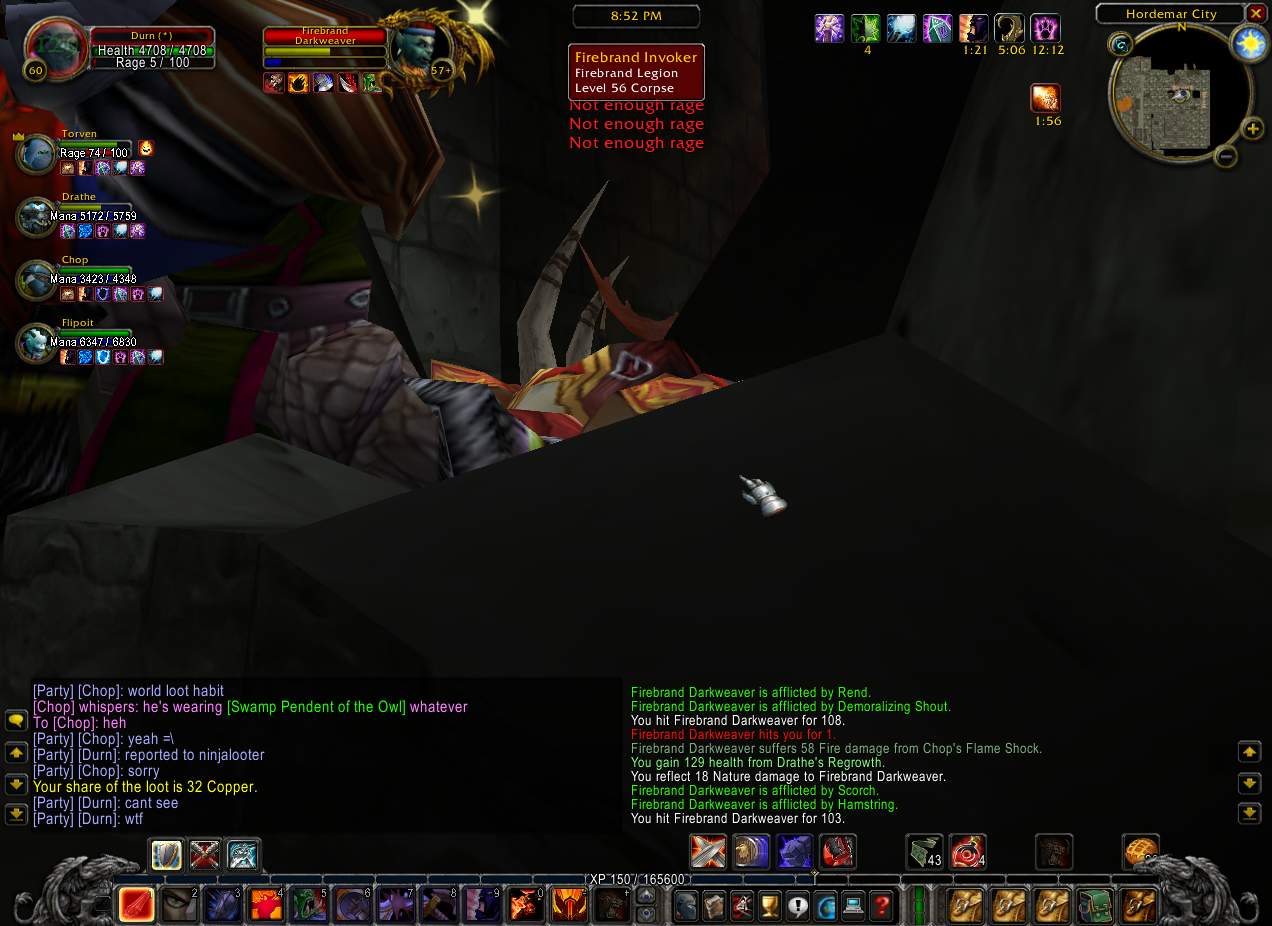 8:52 PM
Hordemar City
N
Durn (*)
Health 4708 / 4708
Rage 5 / 100
60
Firebrand
Darkweaver
57+
Firebrand Invoker
Firebrand Legion
Level 56 Corpse
Not enough rage
Not enough rage
Not enough rage
4
1:21
5:06
12:12
1:56
Torven
Rage 74 / 100
Drathe
Mana 5172 / 5759
Chop
Mana 3423 / 4348
Flipoit
Mana 6347 / 6830
[Party] [Chop]: world loot habit
[Chop] whispers: he's wearing [Swamp Pendent of the Owl] whatever
To [Chop]: heh
[Party] [Chop]: yeah =\
[Party] [Durn]: reported to ninjalooter
[Party] [Chop]: sorry
Your share of the loot is 32 Copper.
[Party] [Durn]: cant see
[Party] [Durn]: wtf
Firebrand Darkweaver is afflicted by Rend.
Firebrand Darkweaver is afflicted by Demoralizing Shout.
You hit Firebrand Darkweaver for 108.
Firebrand Darkweaver hits you for 1.
Firebrand Darkweaver suffers 58 Fire damage from Chop's Flame Shock.
You gain 129 health from Drathe's Regrowth.
You reflect 18 Nature damage to Firebrand Darkweaver.
Firebrand Darkweaver is afflicted by Scorch.
Firebrand Darkweaver is afflicted by Hamstring.
You hit Firebrand Darkweaver for 103.
43
4
XP 150 / 165600
2
3
4
5
6
7
8
9
0